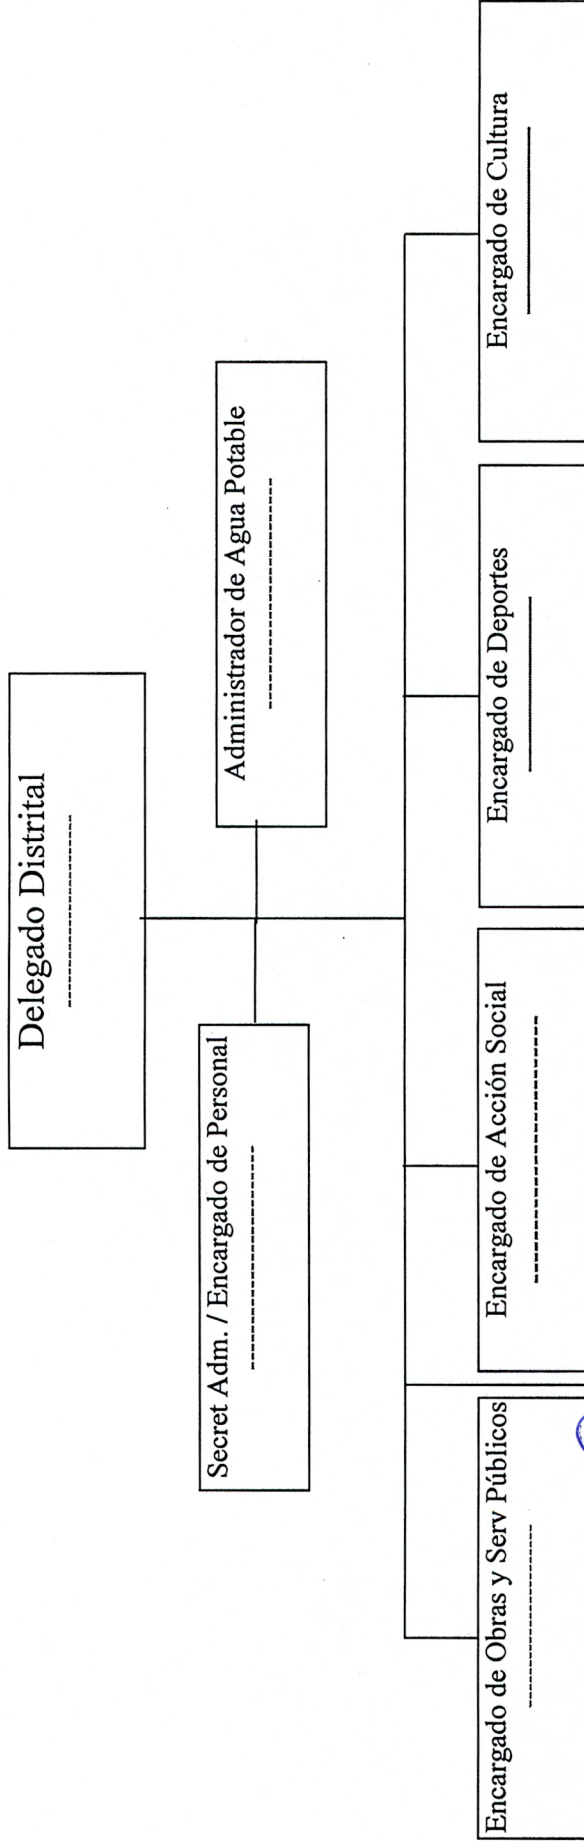 Delegado Distrital
Secret Adm. / Encargado de Personal
Administrador de Agua Potable
Encargado de Obras y Serv Públicos
Encargado de Acción Social
Encargado de Deportes
Encargado de Cultura